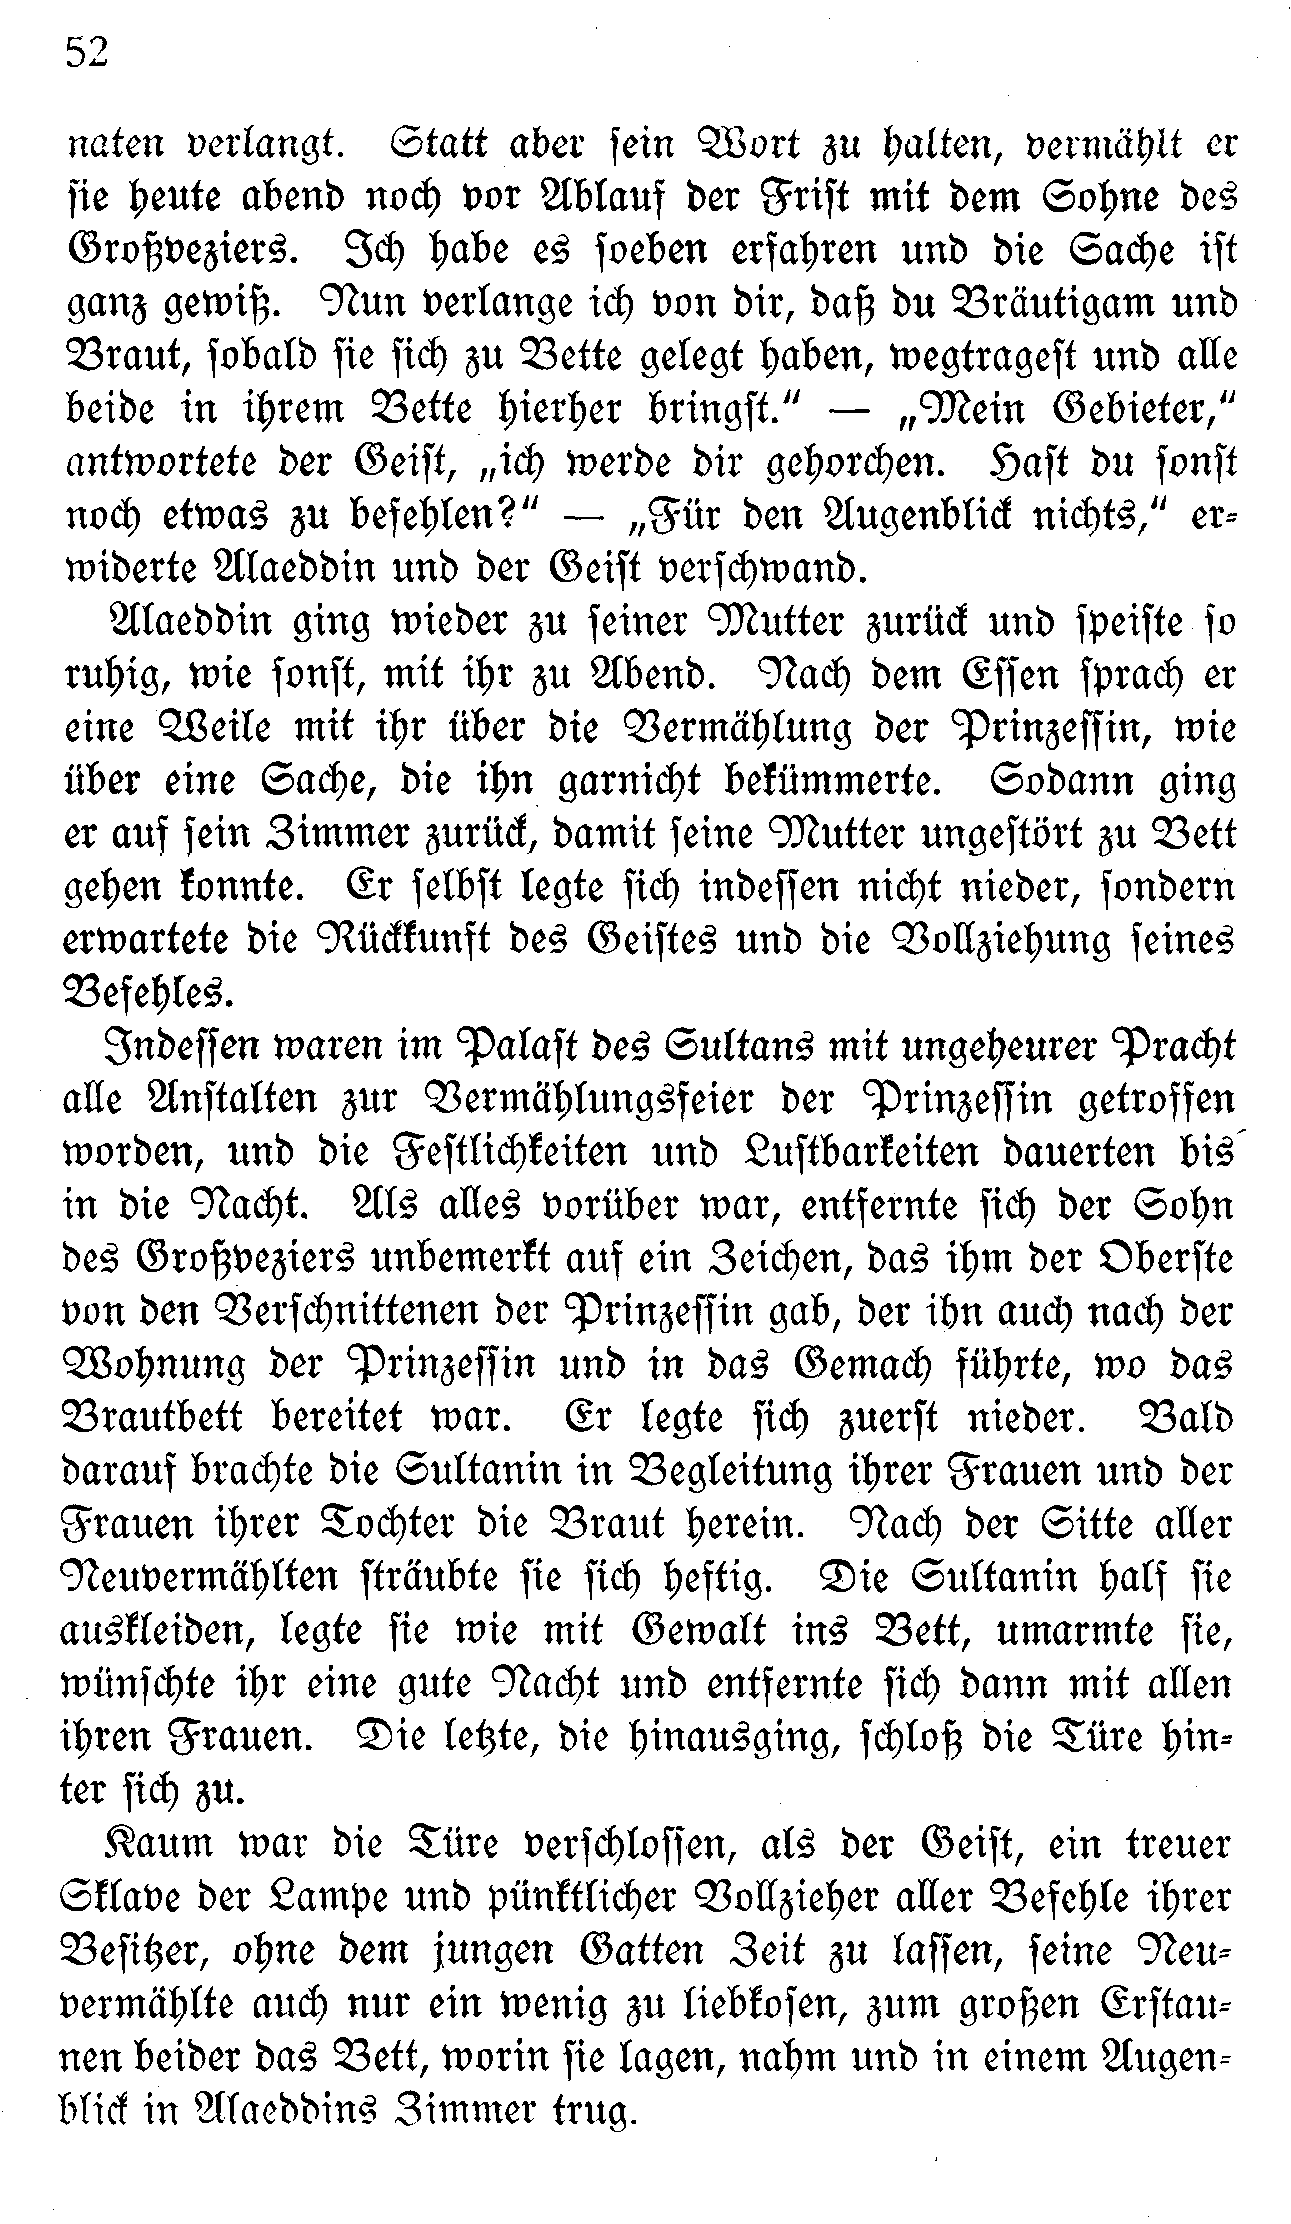 52
naten verlangt. Statt aber sein Wort zu halten, vermählt er
sie heute abend noch vor Ablauf der Frist mit dem Sohne des
Großveziers. Ich habe es soeben erfahren und die Sache ist
ganz gewiß. Nun verlange ich von dir, daß du Bräutigam und
Braut, sobald sie sich zu Bette gelegt haben, wegtragest und alle
beide in ihrem Bette hierher bringst.“ — „Mein Gebieter,“
antwortete der Geist, „ich werde dir gehorchen. Hast du sonst
noch etwas zu befehlen?“ — „Für den Augenblick nichts,“ er-
widerte Alaeddin und der Geist verschwand.
Alaeddin ging wieder zu seiner Mutter zurück und speiste so
ruhig, wie sonst, mit ihr zu Abend. Nach dem Essen sprach er
eine Weile mit ihr über die Vermählung der Prinzessin, wie
über eine Sache, die ihn garnicht bekümmerte. Sodann ging
er auf sein Zimmer zurück, damit seine Mutter ungestört zu Bett
gehen konnte. Er selbst legte sich indessen nicht nieder, sondern
erwartete die Rückkunft des Geistes und die Vollziehung seines
Befehles.
Indessen waren im Palast des Sultans mit ungeheurer Pracht
alle Anstalten zur Vermählungsfeier der Prinzessin getroffen
worden, und die Festlichkeiten und Lustbarkeiten dauerten bis
in die Nacht. Als alles vorüber war, entfernte sich der Sohn
des Großveziers unbemerkt auf ein Zeichen, das ihm der Oberste
von den Verschnittenen der Prinzessin gab, der ihn auch nach der
Wohnung der Prinzessin und in das Gemach führte, wo das
Brautbett bereitet war. Er legte sich zuerst nieder. Bald
darauf brachte die Sultanin in Begleitung ihrer Frauen und der
Frauen ihrer Tochter die Braut herein. Nach der Sitte aller
Neuvermählten sträubte sie sich heftig. Die Sultanin half sie
auskleiden, legte sie wie mit Gewalt ins Bett, umarmte sie,
wünschte ihr eine gute Nacht und entfernte sich dann mit allen
ihren Frauen. Die letzte, die hinausging, schloß die Türe hin-
ter sich zu.
Kaum war die Türe verschlossen, als der Geist, ein treuer
Sklave der Lampe und pünktlicher Vollzieher aller Befehle ihrer
Besitzer, ohne dem jungen Gatten Zeit zu lassen, seine Neu-
vermählte auch nur ein wenig zu liebkosen, zum großen Erstau-
nen beider das Bett, worin sie lagen, nahm und in einem Augen-
blick in Alaeddins Zimmer trug.